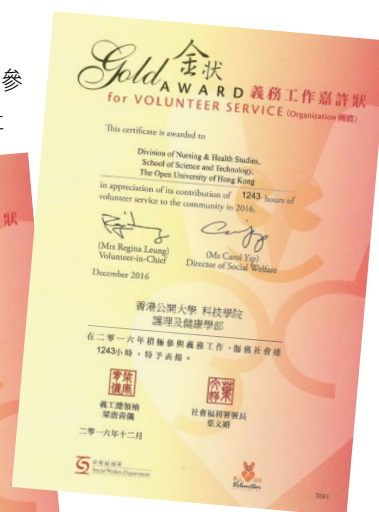 參
狀
Gold 金狀
AWARD 義務工作嘉許狀
for VOLUNTEER SERVICE (Organization 團體)
This certificate is awarded to
Division of Nursing & Health Studies,
School of Science and Technology,
The Open University of Hong Kong
in appreciation of its contribution of 1243 hours of
volunteer service to the community in 2016.
(Mrs Regina Leung)
Volunteer-in-Chief
(Ms Carol Yip)
Director of Social Welfare
December 2016
香港公開大學 科技學院
護理及健康學部
在二零一六年積極參與義務工作，服務社會達
1243小時，特予表揚。
義工總領袖
梁唐青儀
社會福利署署長
葉文娟
二零一六年十二月
社會福利署
Social Welfare Department
Volunteer